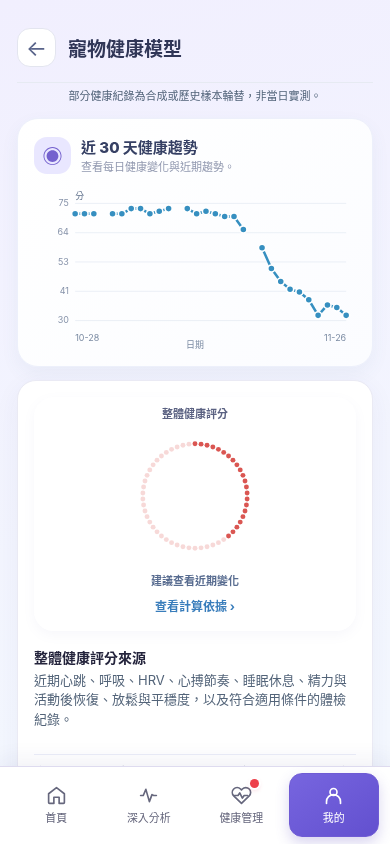 寵物健康模型
部分健康紀錄為合成或歷史樣本輪替，非當日實測。
近 30 天健康趨勢
查看每日健康變化與近期趨勢。
分
75
64
53
41
30
10-28
11-26
日期
整體健康評分
建議查看近期變化
查看計算依據 ›
整體健康評分來源
近期心跳、呼吸、HRV、心搏節奏、睡眠休息、精力與
活動後恢復、放鬆與平穩度，以及符合適用條件的體檢
紀錄。
首頁
深入分析
健康管理
我的